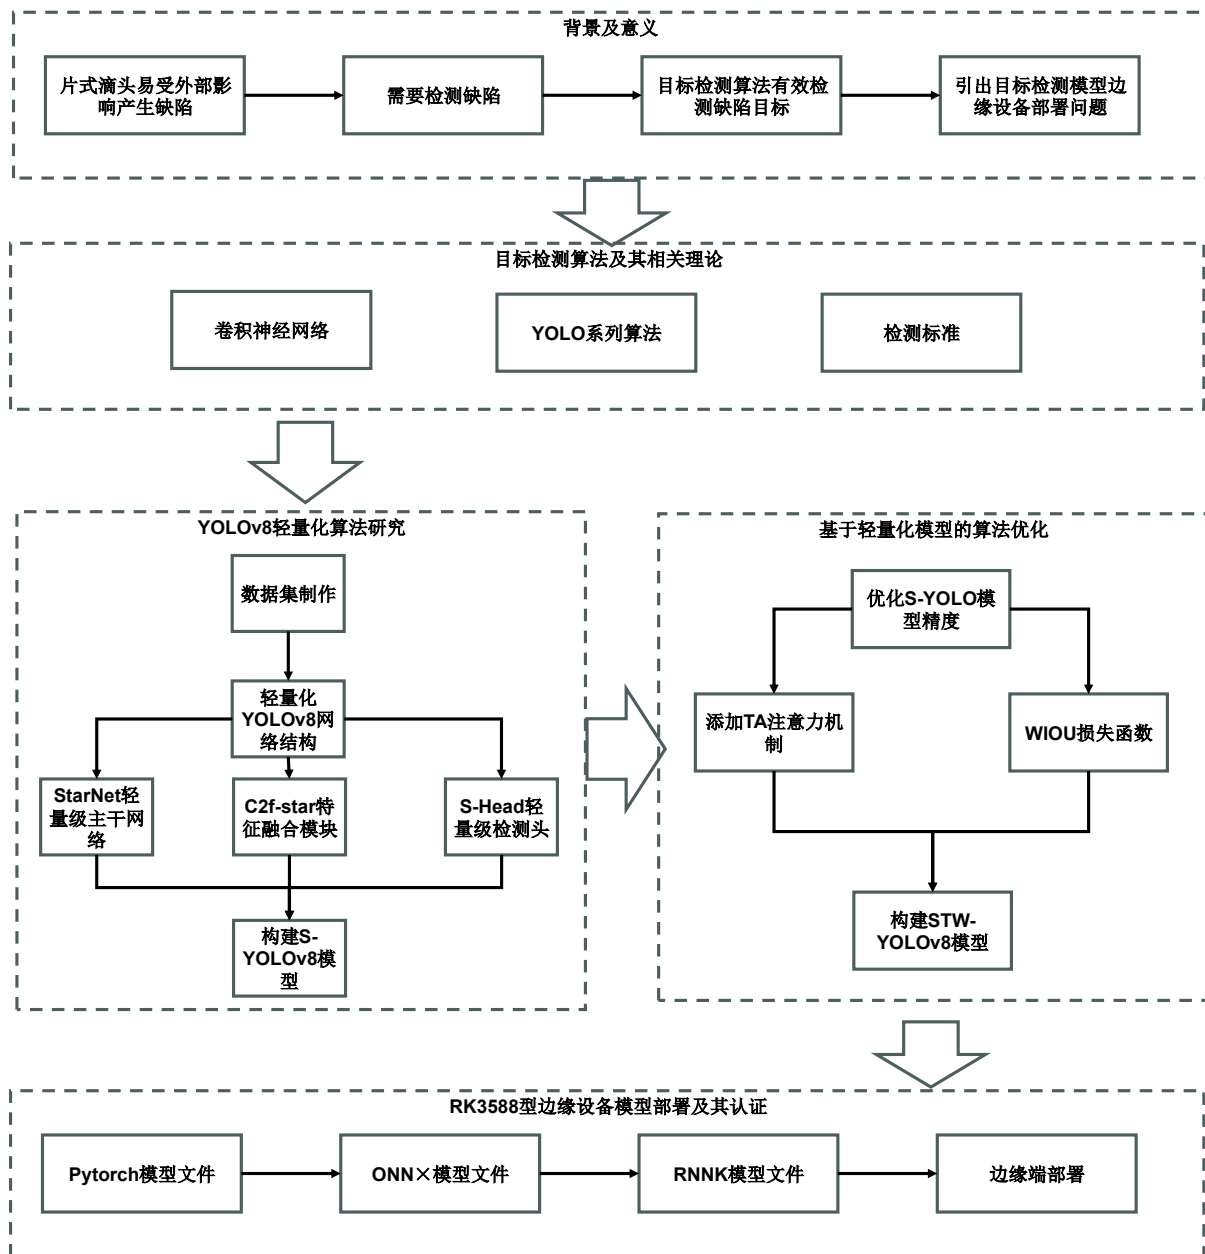 背景及意义
片式滴头易受外部影
响产生缺陷
需要检测缺陷
目标检测算法有效检
测缺陷目标
引出目标检测模型边
缘设备部署问题
目标检测算法及其相关理论
卷积神经网络
YOLO系列算法
检测标准
YOLOv8轻量化算法研究
数据集制作
轻量化
YOLOv8网
络结构
StarNet轻
量级主干网
络
C2f-star特
征融合模块
S-Head轻
量级检测头
构建S-
YOLOv8模
型
基于轻量化模型的算法优化
优化S-YOLO模
型精度
添加TA注意力机
制
WIOU损失函数
构建STW-
YOLOv8模型
RK3588型边缘设备模型部署及其认证
Pytorch模型文件
ONN×模型文件
RNNK模型文件
边缘端部署